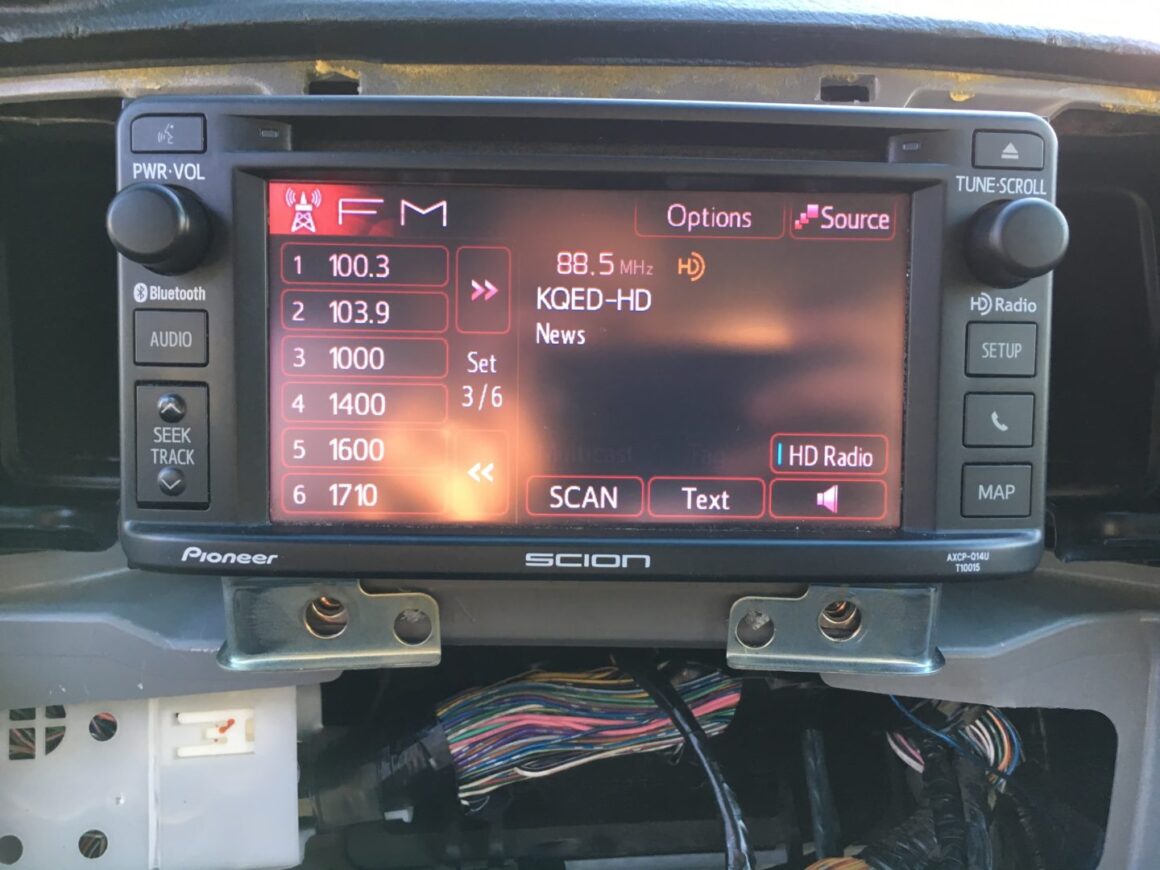 PWR·VOL
TUNE·SCROLL
FM
Options
Source
1 100.3
88.5 MHz HD
KQED-HD
2 103.9
News
Bluetooth
HD Radio
AUDIO
SETUP
3 1000
Set
3/6
4 1400
SEEK
TRACK
5 1600
HD Radio
MAP
6 1710
SCAN
Text
Pioneer
SCION
AXCP-Q14U
T10015